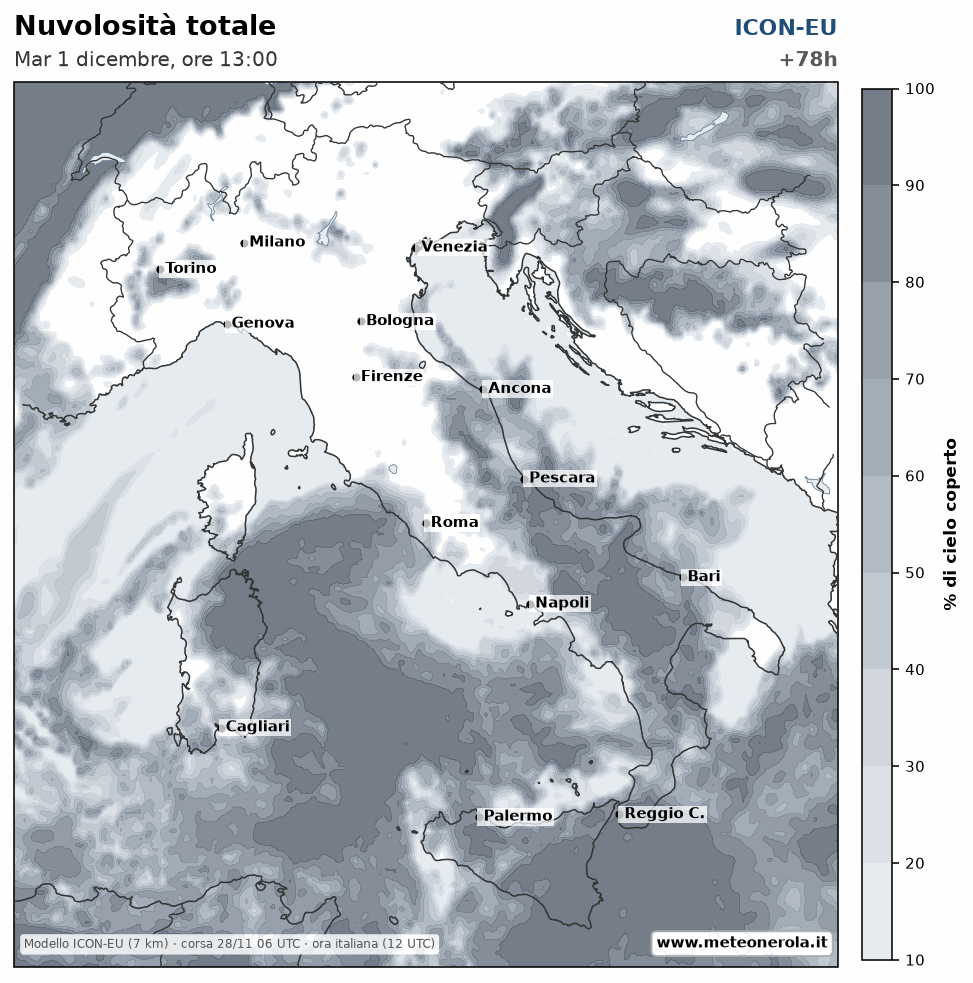 Nuvolosità totale
ICON-EU
Mar 1 dicembre, ore 13:00
+78h
100
90
80
70
60
50
40
30
20
10
% di cielo coperto
Milano
Venezia
Torino
Genova
Bologna
Firenze
Ancona
Pescara
Roma
Bari
Napoli
Cagliari
Palermo
Reggio C.
Modello ICON-EU (7 km) · corsa 28/11 06 UTC · ora italiana (12 UTC)
www.meteonerola.it